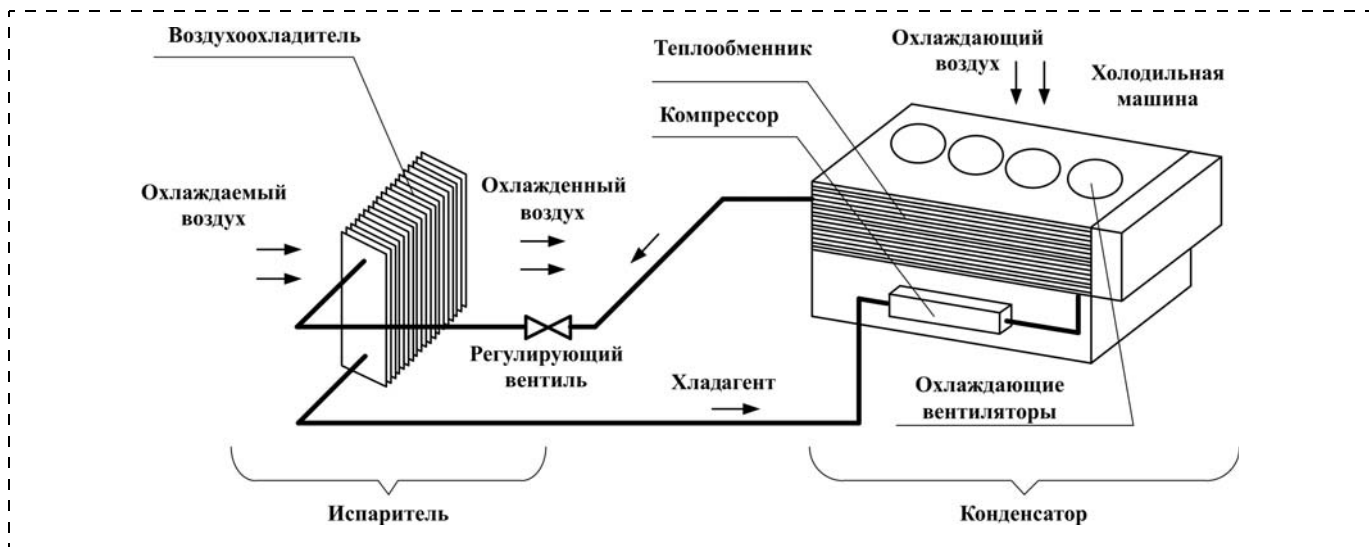 Воздухоохладитель
Теплообменник
Охлаждающий
воздух
Холодильная
машина
Компрессор
Охлаждаемый
воздух
Охлажденный
воздух
Регулирующий
вентиль
Хладагент
Охлаждающие
вентиляторы
Испаритель
Конденсатор